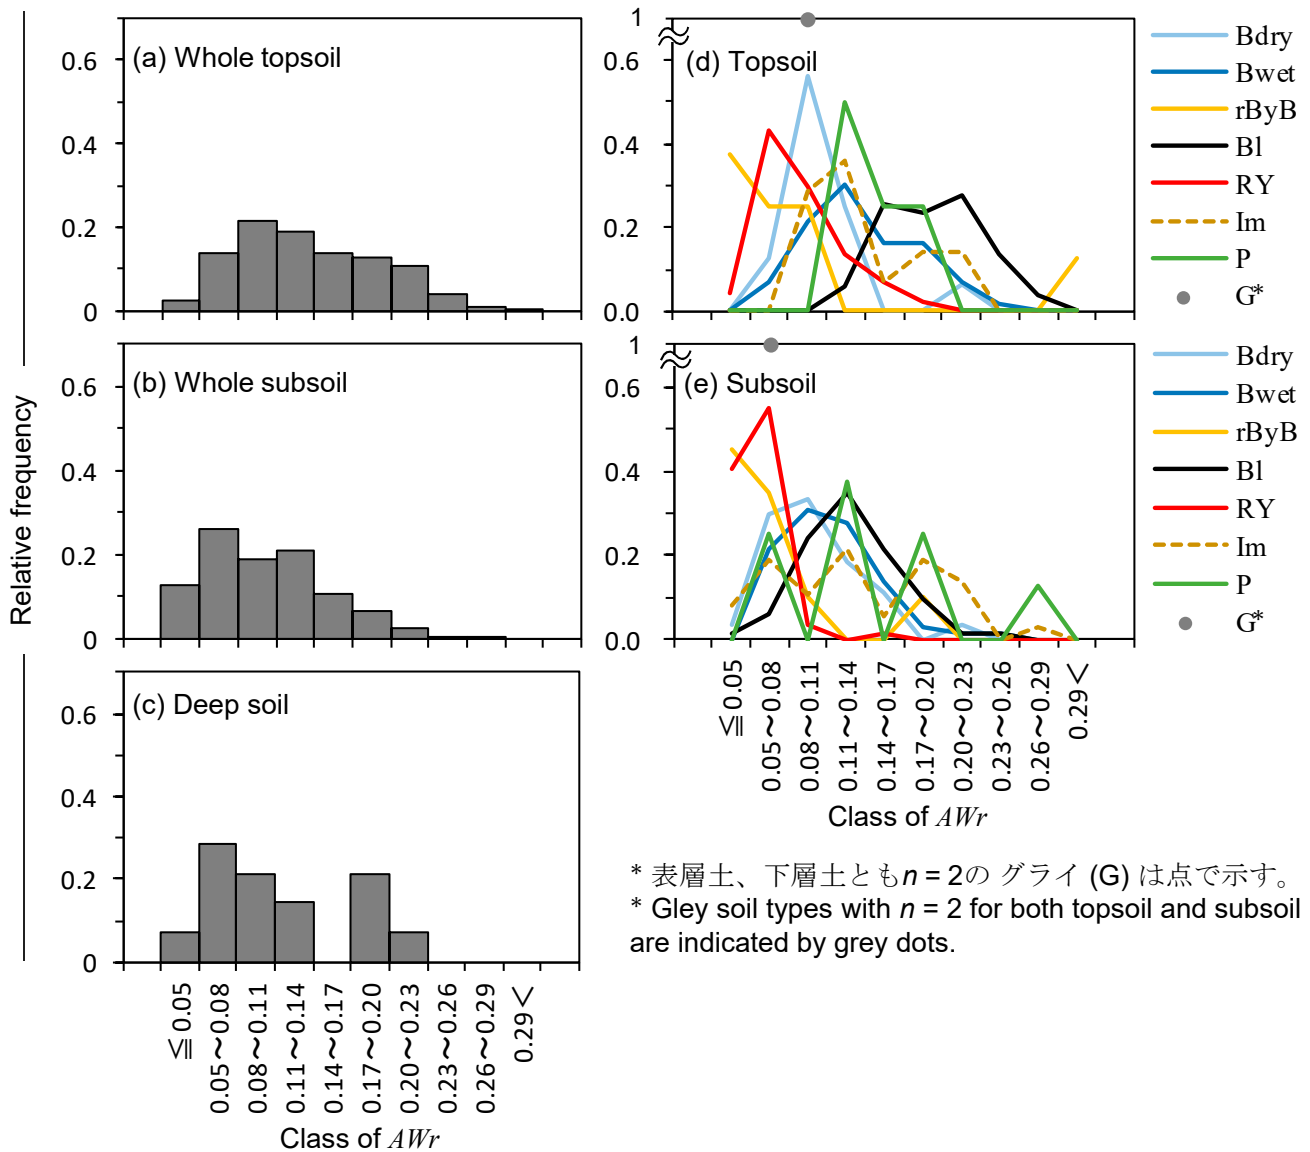 Relative frequency
(a) Whole topsoil
0.6
0.4
0.2
0
(b) Whole subsoil
0.6
0.4
0.2
0
(c) Deep soil
0.6
0.4
0.2
0
≦ 0.05
0.05～0.08
0.08～0.11
0.11～0.14
0.14～0.17
0.17～0.20
0.20～0.23
0.23～0.26
0.26～0.29
0.29＜
Class of AWr
(d) Topsoil
1
0.6
0.4
0.2
0.0
Bdry
Bwet
rByB
Bl
RY
Im
P
G*
(e) Subsoil
1
0.6
0.4
0.2
0.0
Bdry
Bwet
rByB
Bl
RY
Im
P
G*
≦ 0.05
0.05～0.08
0.08～0.11
0.11～0.14
0.14～0.17
0.17～0.20
0.20～0.23
0.23～0.26
0.26～0.29
0.29＜
Class of AWr
* 表層土、下層土ともn = 2の グライ (G) は点で示す。
* Gley soil types with n = 2 for both topsoil and subsoil
are indicated by grey dots.